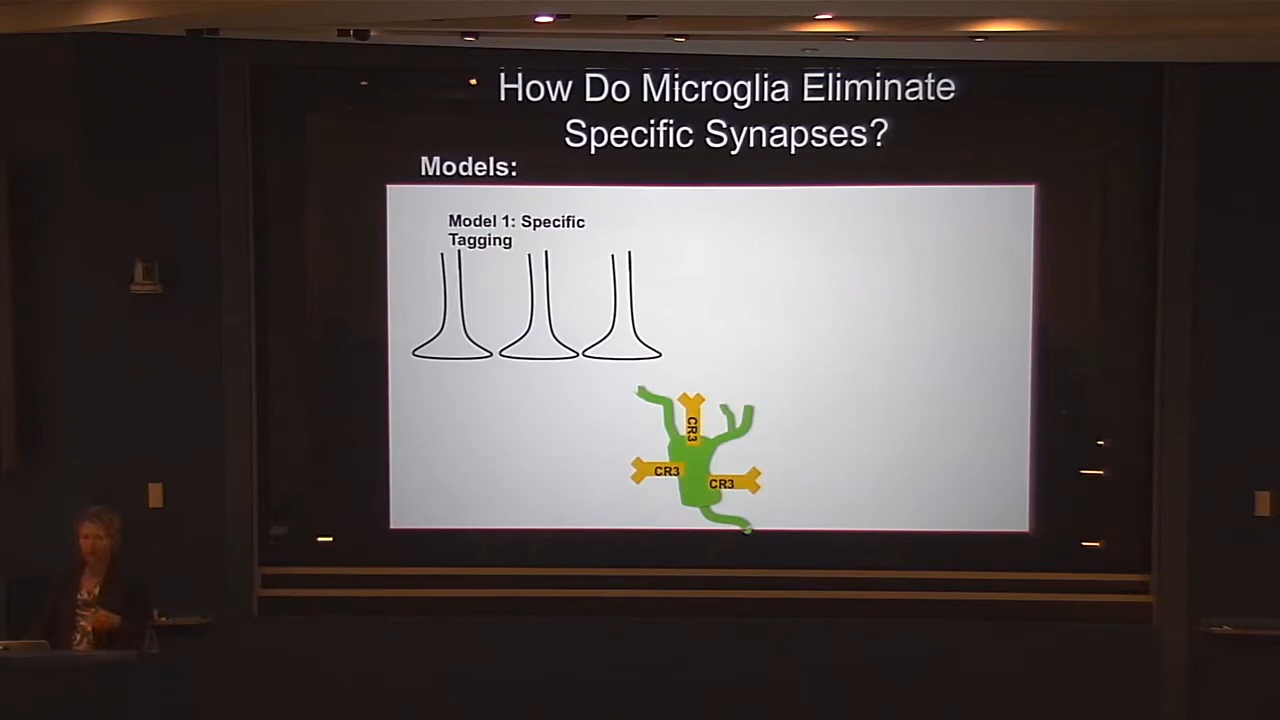 How Do Microglia Eliminate
Specific Synapses?
Models:
Model 1: Specific
Tagging
CR3
CR3
CR3